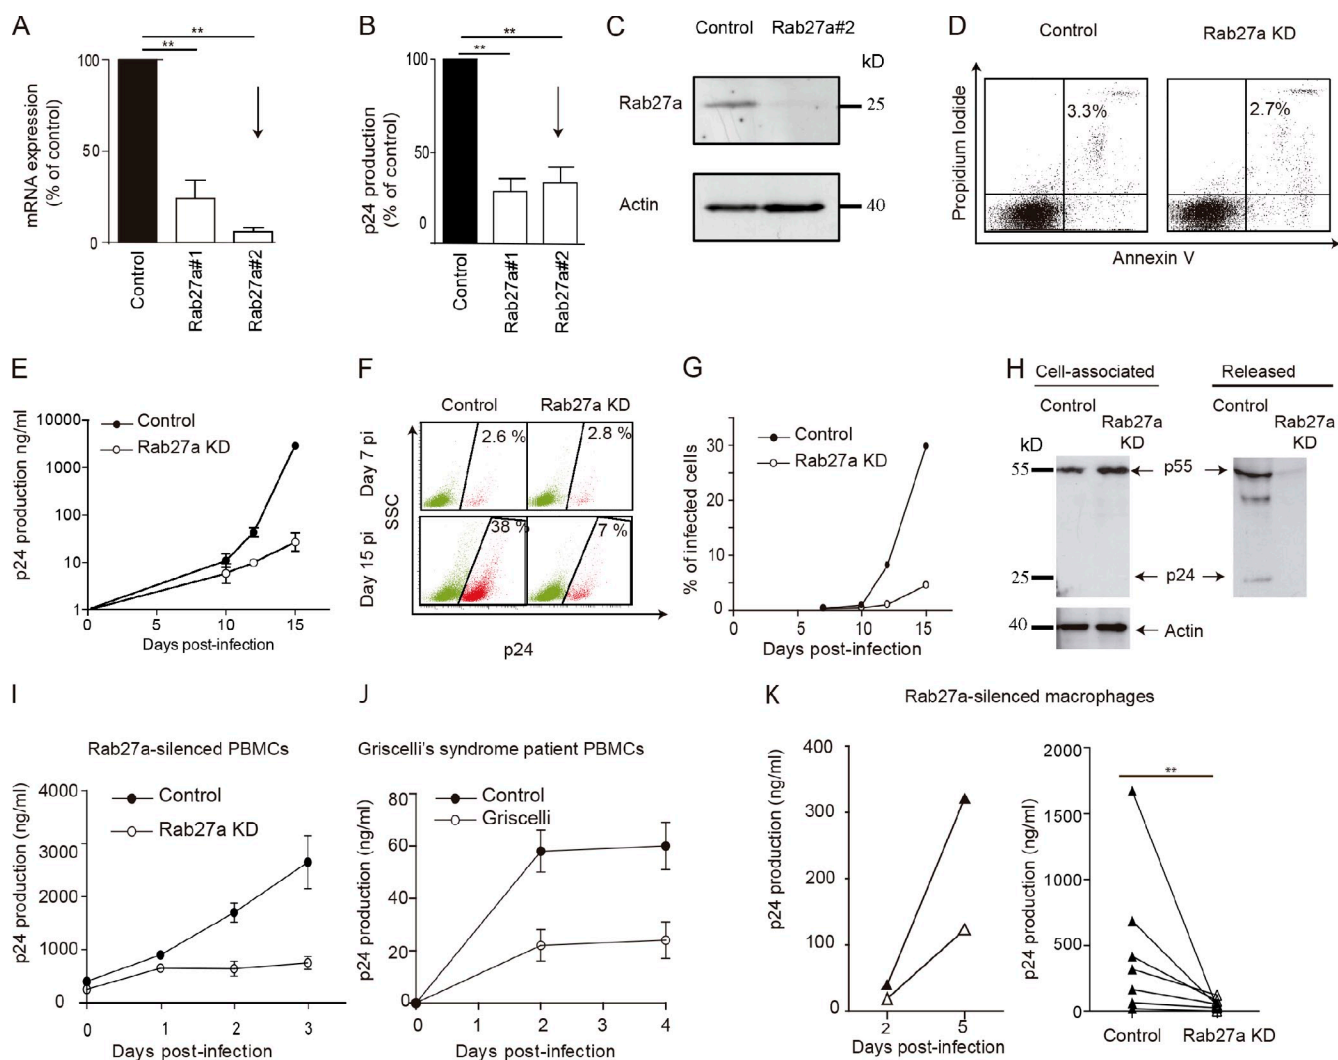 A
B
C
D
**
**
mRNA expression
(% of control)
100
50
0
Control
Rab27a#1
Rab27a#2
**
**
p24 production
(% of control)
100
50
0
Control
Rab27a#1
Rab27a#2
Control Rab27a#2
kD
Rab27a
25
Actin
40
Control Rab27a KD
Propidium Iodide
3.3%
2.7%
Annexin V
E
F
G
H
p24 production ng/ml
10000
1000
100
10
1
Control
Rab27a KD
0 5 10 15
Days post-infection
Control Rab27a KD
Day 7 pi
Day 15 pi
SSC
2.6 %
2.8 %
38 %
7 %
p24
% of infected cells
30
20
10
0
Control
Rab27a KD
0 5 10 15
Days post-infection
Cell-associated Released
Control
Rab27a
KD
Control
Rab27a
KD
kD
55
p55
25
p24
40
Actin
I
J
K
Rab27a-silenced PBMCs
p24 production (ng/ml)
4000
3000
2000
1000
0
Control
Rab27a KD
0 1 2 3
Days post-infection
Griscelli's syndrome patient PBMCs
p24 production (ng/ml)
80
60
40
20
0
Control
Griscelli
0 2 4
Days post-infection
Rab27a-silenced macrophages
p24 production (ng/ml)
400
300
200
100
0
2 5
Days post-infection
p24 production (ng/ml)
2000
1500
1000
500
0
**
Control Rab27a KD